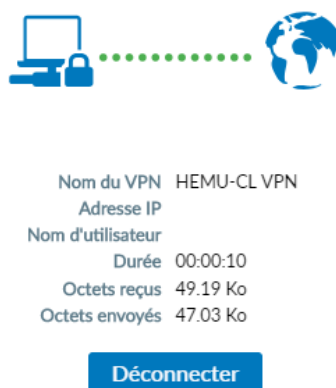 Nom du VPN HEMU-CL VPN
Adresse IP
Nom d'utilisateur
Durée 00:00:10
Octets reçus 49.19 Ko
Octets envoyés 47.03 Ko
Déconnecter